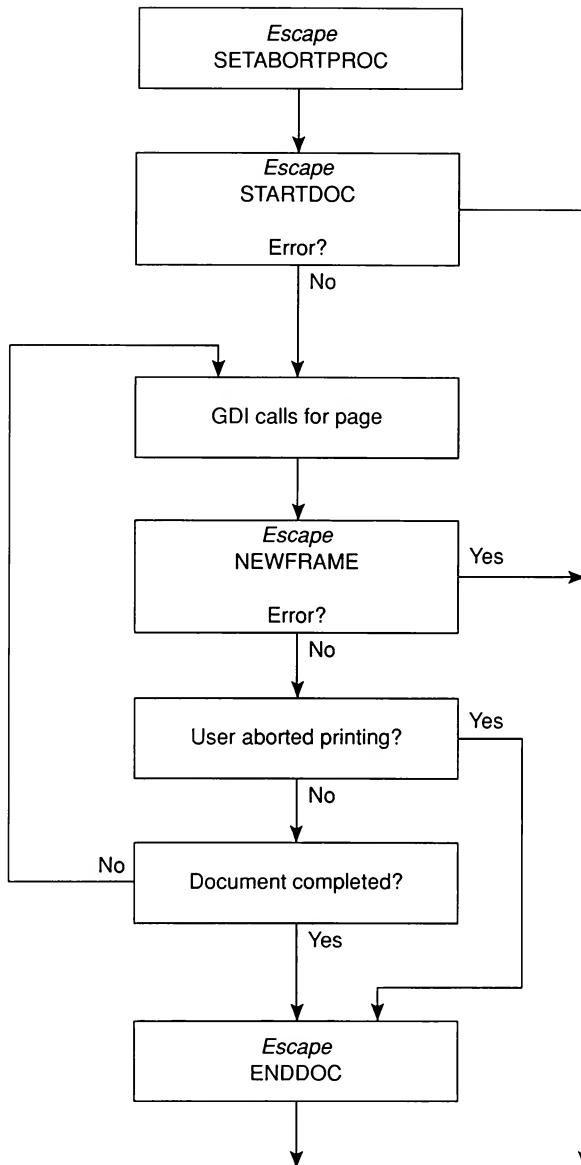 Escape
SETABORTPROC
Escape
STARTDOC
Error?
No
GDI calls for page
Escape
NEWFRAME
Yes
Error?
No
User aborted printing?
Yes
No
No
Document completed?
Yes
Escape
ENDDOC